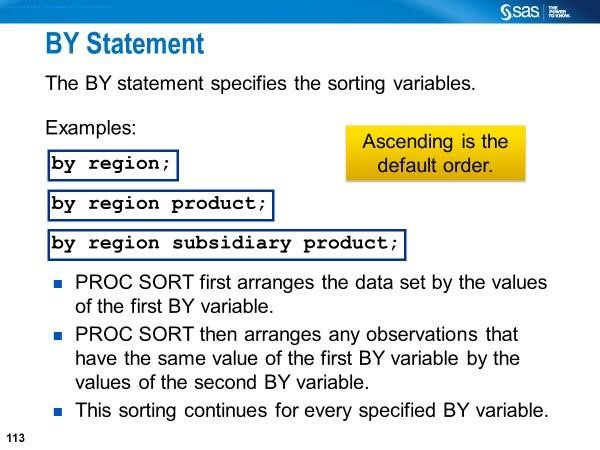 sas
THE
POWER
TO KNOW.
BY Statement
The BY statement specifies the sorting variables.
Examples:
Ascending is the
default order.
by region;
by region product;
by region subsidiary product;
PROC SORT first arranges the data set by the values
of the first BY variable.
PROC SORT then arranges any observations that
have the same value of the first BY variable by the
values of the second BY variable.
This sorting continues for every specified BY variable.
113